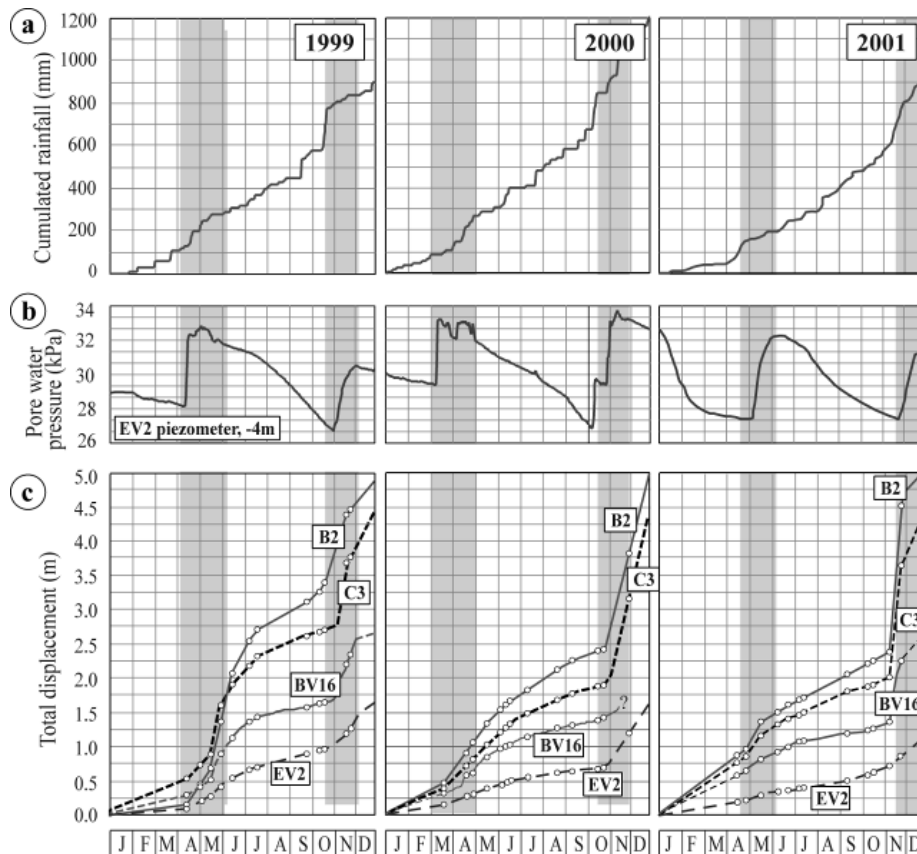 a
1999
2000
2001
Cumulated rainfall (mm)
1200
1000
800
600
400
200
0
b
Pore water
pressure (kPa)
34
32
30
28
26
EV2 piezometer, -4m
c
Total displacement (m)
5.0
4.5
4.0
3.5
3.0
2.5
2.0
1.5
1.0
0.5
0.0
B2
C3
BV16
EV2
B2
C3
?
BV16
EV2
B2
C3
BV16
EV2
J F M A M J J A S O N D
J F M A M J J A S O N D
J F M A M J J A S O N D